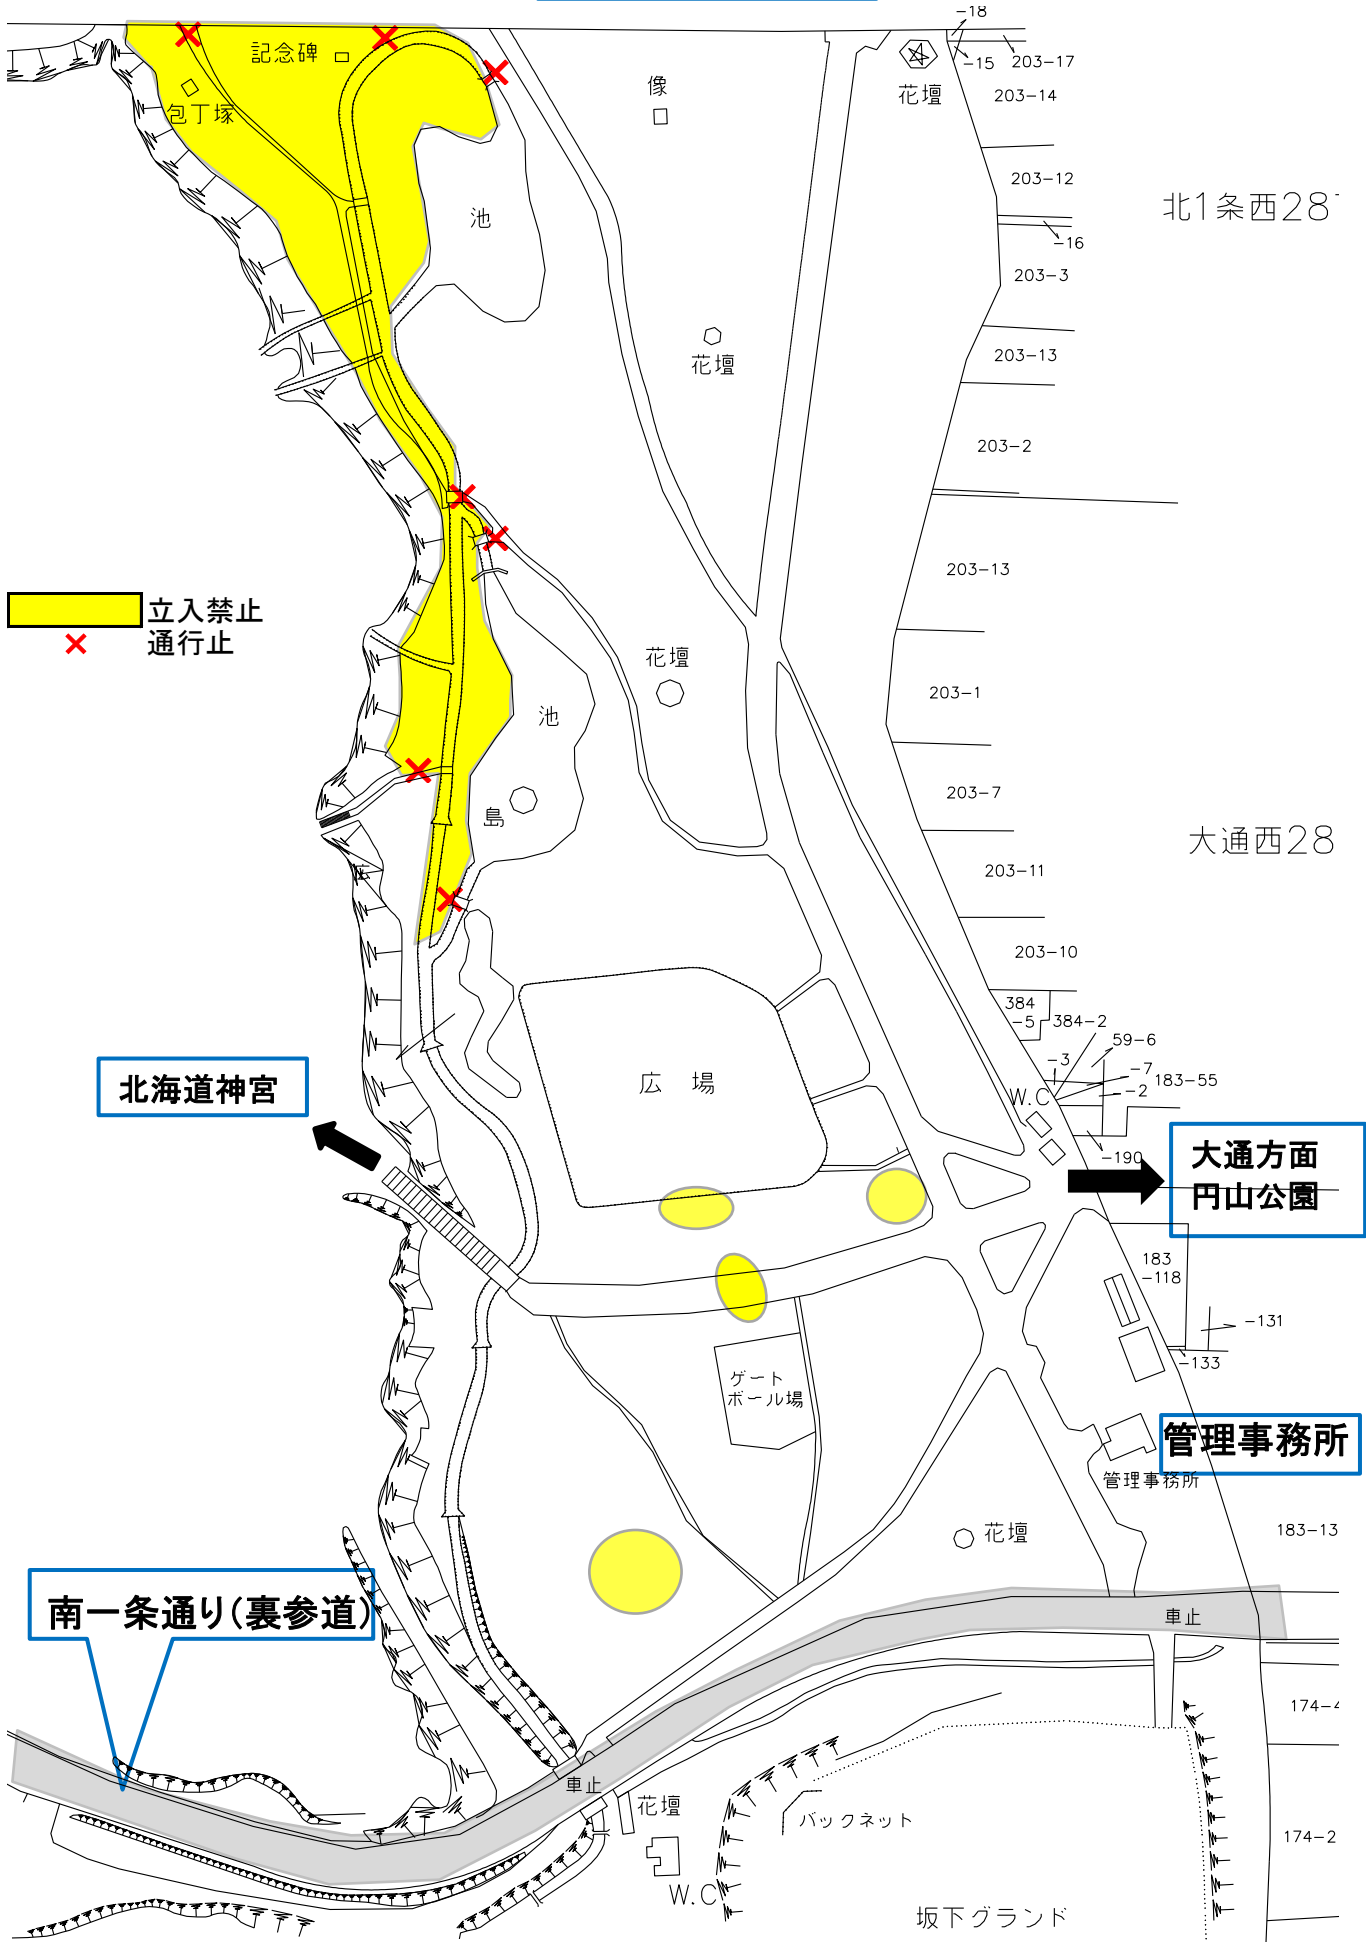 -18
-15
203-17
203-14
記念碑
包丁塚
像
花壇
203-12
北1条西28
-16
池
203-3
203-13
花壇
203-2
203-13
立入禁止
通行止
花壇
203-1
池
203-7
島
大通西28
203-11
203-10
384
-5
384-2
59-6
-3
-7
183-55
-2
W.C
北海道神宮
広 場
-190
大通方面
円山公園
183
-118
-131
-133
ゲート
ボール場
管理事務所
管理事務所
花壇
183-13
南一条通り(裏参道)
車止
174-4
車止
花壇
バックネット
174-2
W.C
坂下グランド